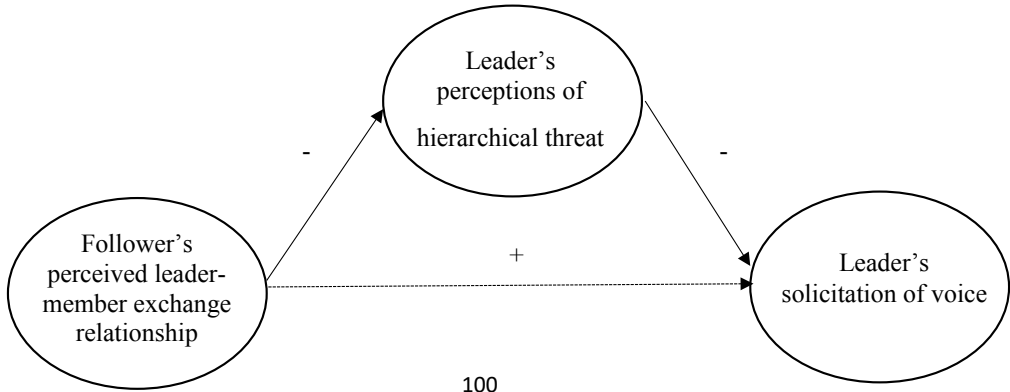 Leader’s
perceptions of
hierarchical threat
-
-
Follower’s
perceived leader-
member exchange
relationship
+
Leader’s
solicitation of voice
100